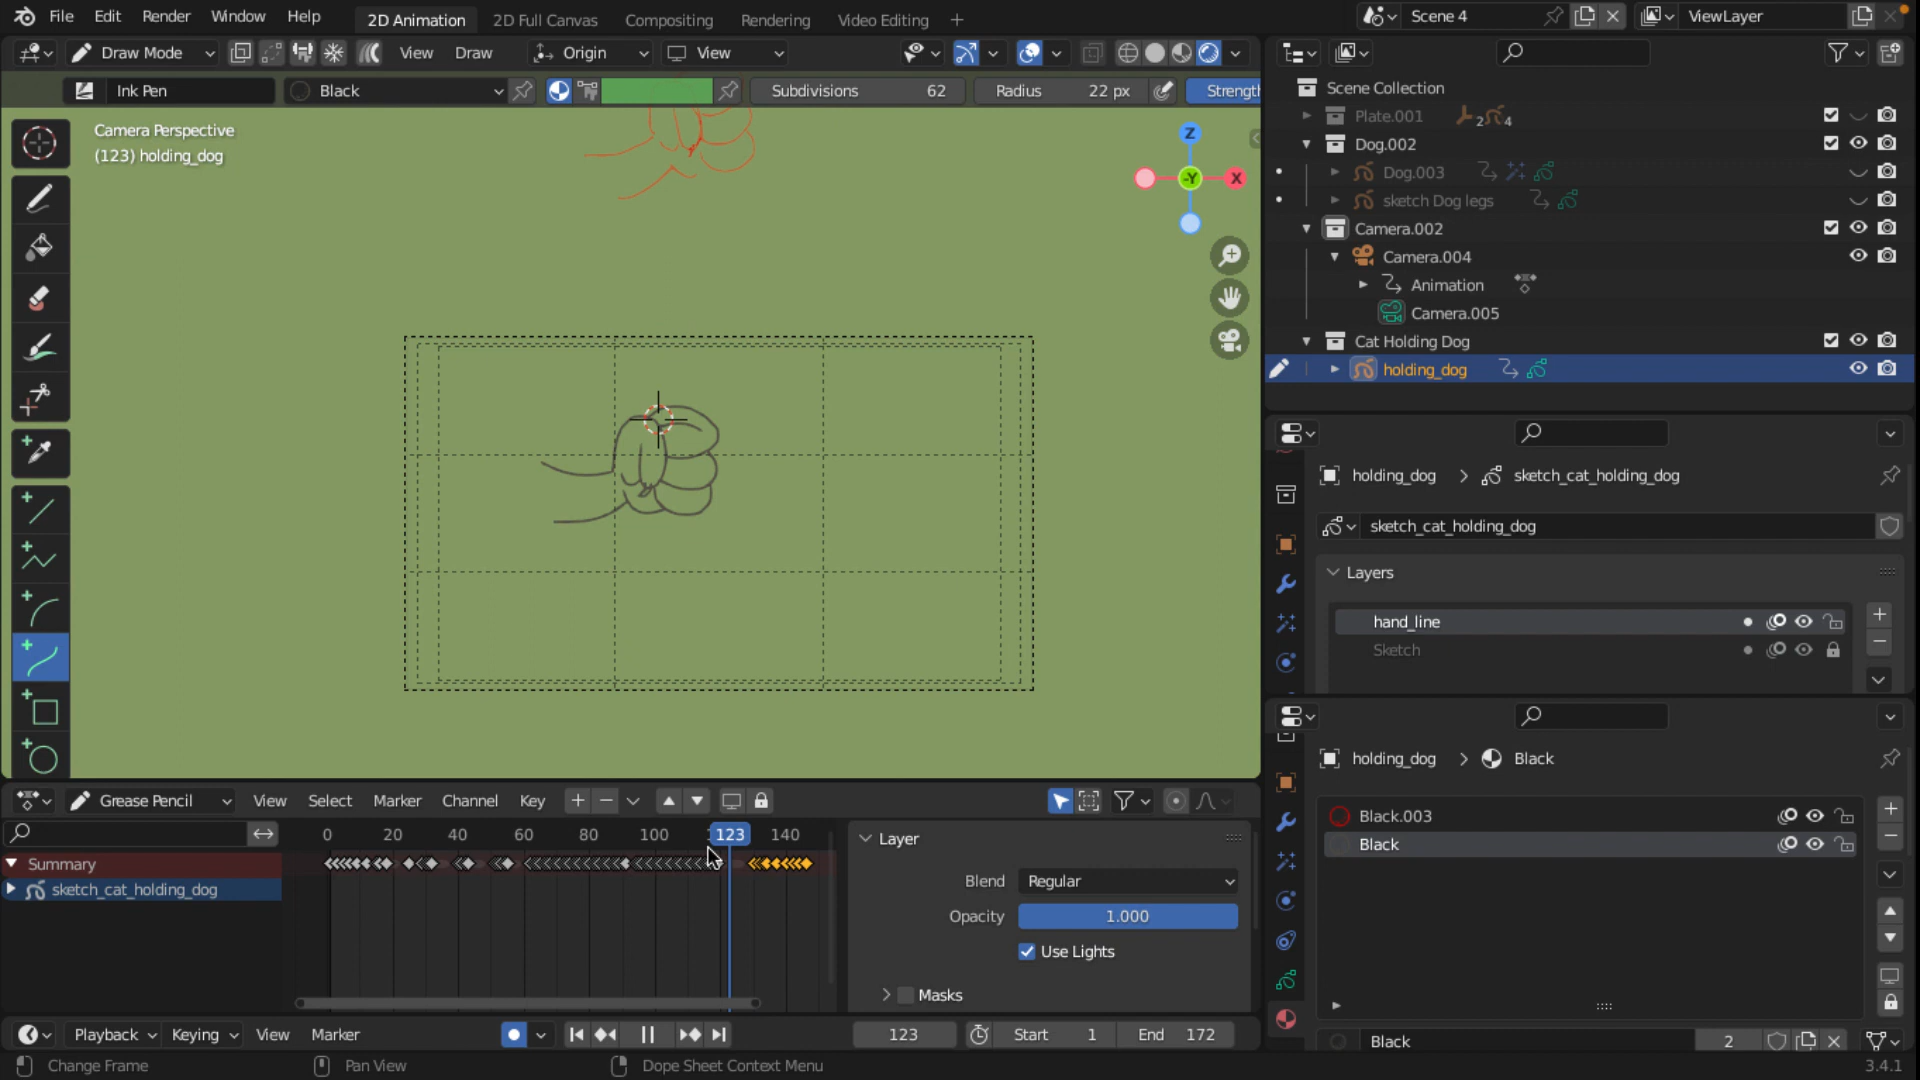 File Edit Render Window Help 2D Animation 2D Full Canvas Compositing Rendering Video Editing + Scene 4 ViewLayer
Draw Mode View Draw Origin View
Ink Pen Black Subdivisions 62 Radius 22 px Strength
Camera Perspective
(123) holding_dog
Z
-Y X
Scene Collection
Plate.001 2 4
Dog.002
Dog.003
sketch Dog legs
Camera.002
Camera.004
Animation
Camera.005
Cat Holding Dog
holding_dog
holding_dog > sketch_cat_holding_dog
sketch_cat_holding_dog
Layers
hand_line
Sketch
holding_dog > Black
Black.003
Black
Black 2
Grease Pencil View Select Marker Channel Key
0 20 40 60 80 100 123 140
Summary
sketch_cat_holding_dog
Layer
Blend Regular
Opacity 1.000
Use Lights
Masks
Playback Keying View Marker 123 Start 1 End 172
Change Frame Pan View Dope Sheet Context Menu 3.4.1